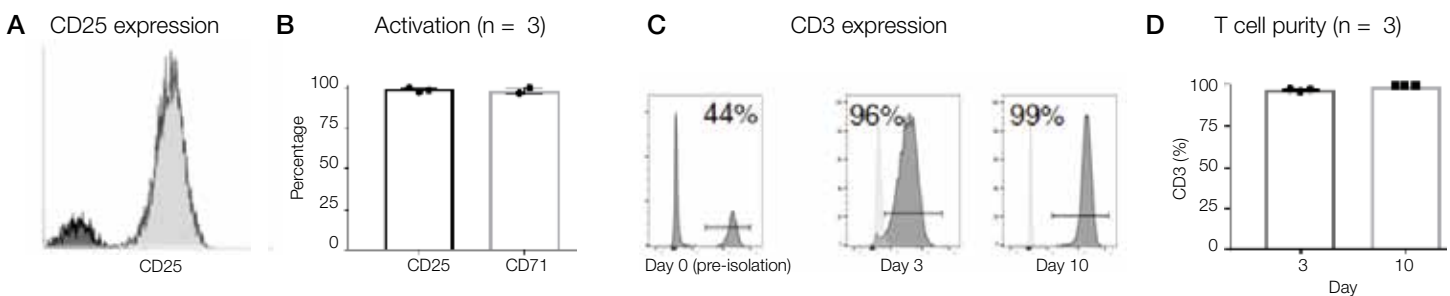 A CD25 expression
CD25
B Activation (n = 3)
Percentage
100
75
50
25
0
CD25 CD71
C CD3 expression
44%
Day 0 (pre-isolation)
96%
Day 3
99%
Day 10
D T cell purity (n = 3)
CD3 (%)
100
75
50
25
0
3 10
Day